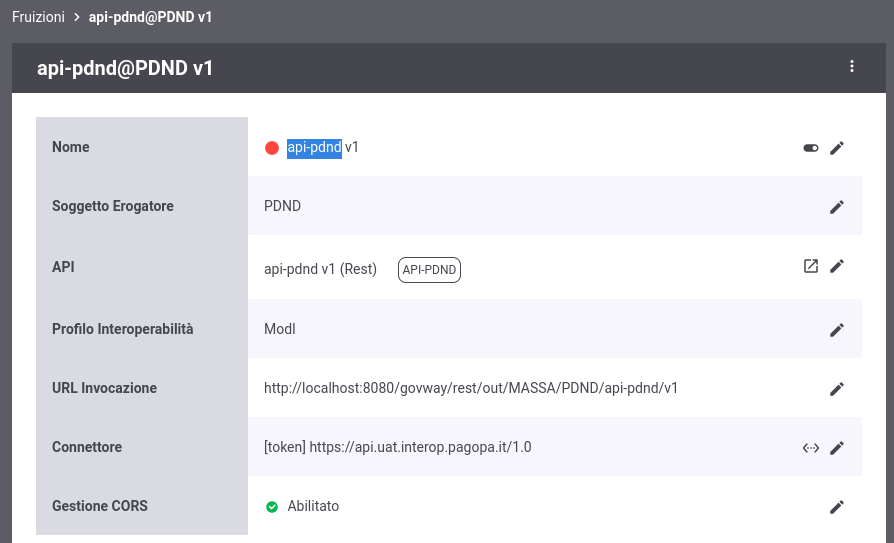 Fruizioni > api-pdnd@PDND v1
api-pdnd@PDND v1
Nome api-pdnd v1
Soggetto Erogatore PDND
API api-pdnd v1 (Rest) API-PDND
Profilo Interoperabilità ModI
URL Invocazione http://localhost:8080/govway/rest/out/MASSA/PDND/api-pdnd/v1
Connettore [token] https://api.uat.interop.pagopa.it/1.0
Gestione CORS Abilitato